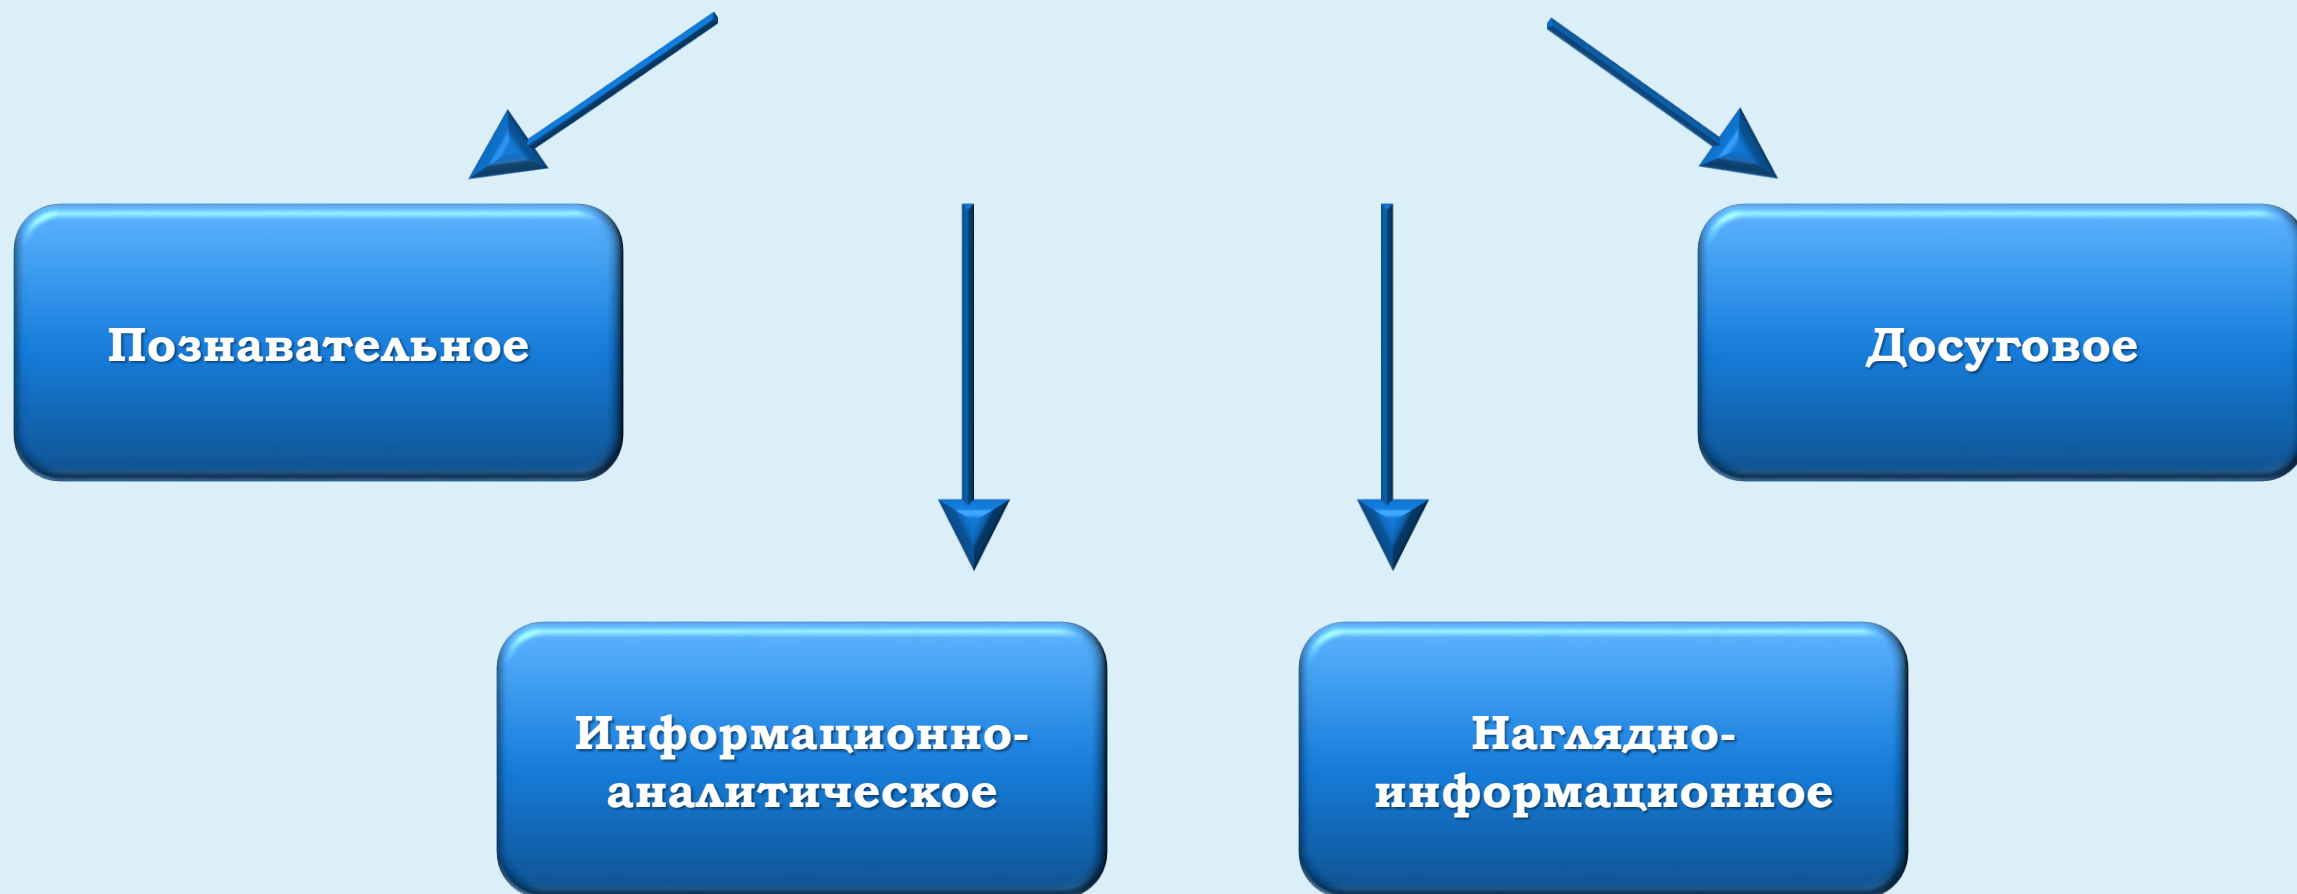 Познавательное
Досуговое
Информационно-
аналитическое
Наглядно-
информационное